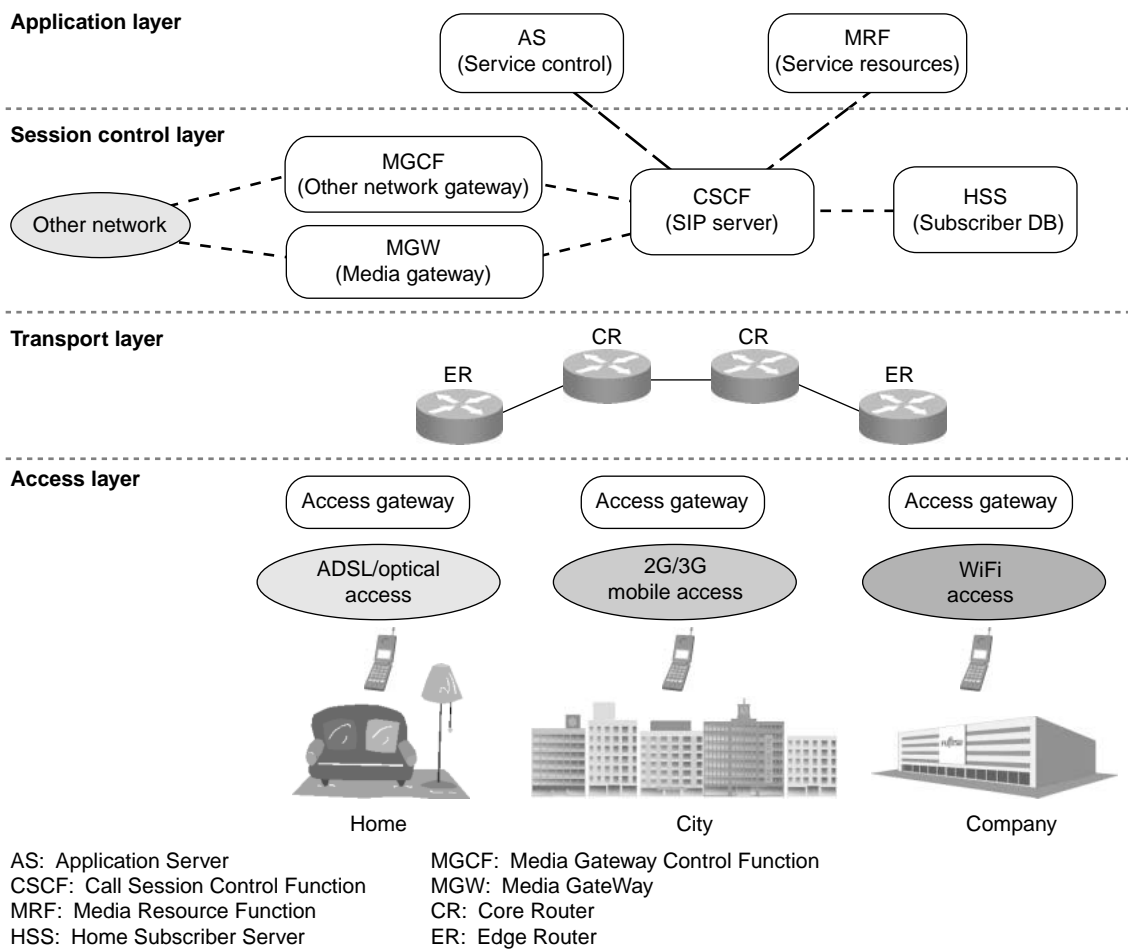 Application layer
AS
(Service control)
MRF
(Service resources)
Session control layer
MGCF
(Other network gateway)
CSCF
(SIP server)
HSS
(Subscriber DB)
Other network
MGW
(Media gateway)
Transport layer
CR
CR
ER
ER
Access layer
Access gateway
Access gateway
Access gateway
ADSL/optical
access
2G/3G
mobile access
WiFi
access
FUJITSU
Home
City
Company
AS: Application Server
CSCF: Call Session Control Function
MRF: Media Resource Function
HSS: Home Subscriber Server
MGCF: Media Gateway Control Function
MGW: Media GateWay
CR: Core Router
ER: Edge Router